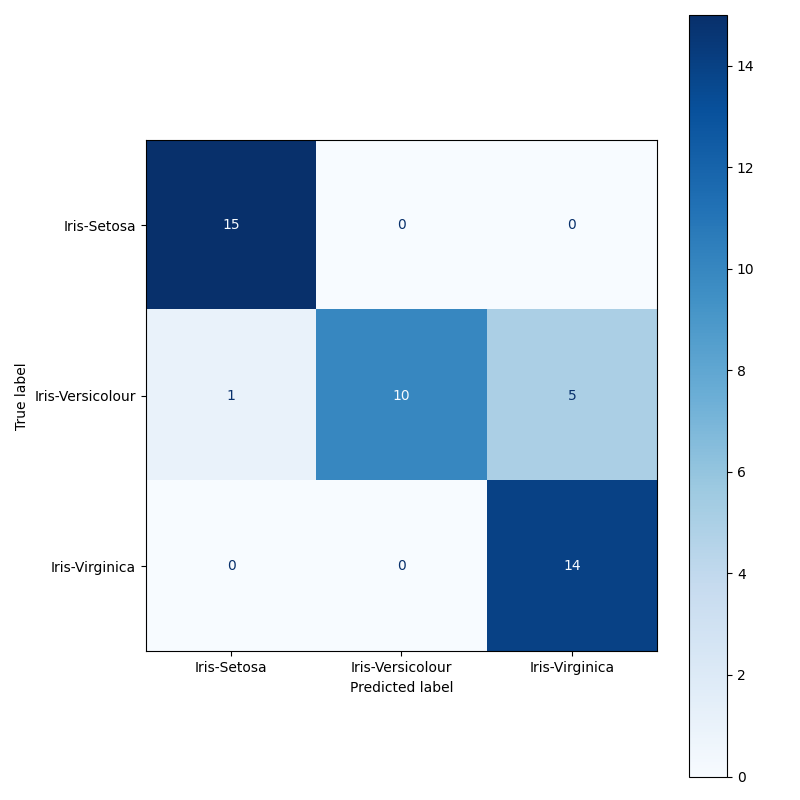 Iris-Setosa
15 0 0
Iris-Versicolour
1 10 5
Iris-Virginica
0 0 14
True label
Iris-Setosa Iris-Versicolour Iris-Virginica
Predicted label
14
12
10
8
6
4
2
0